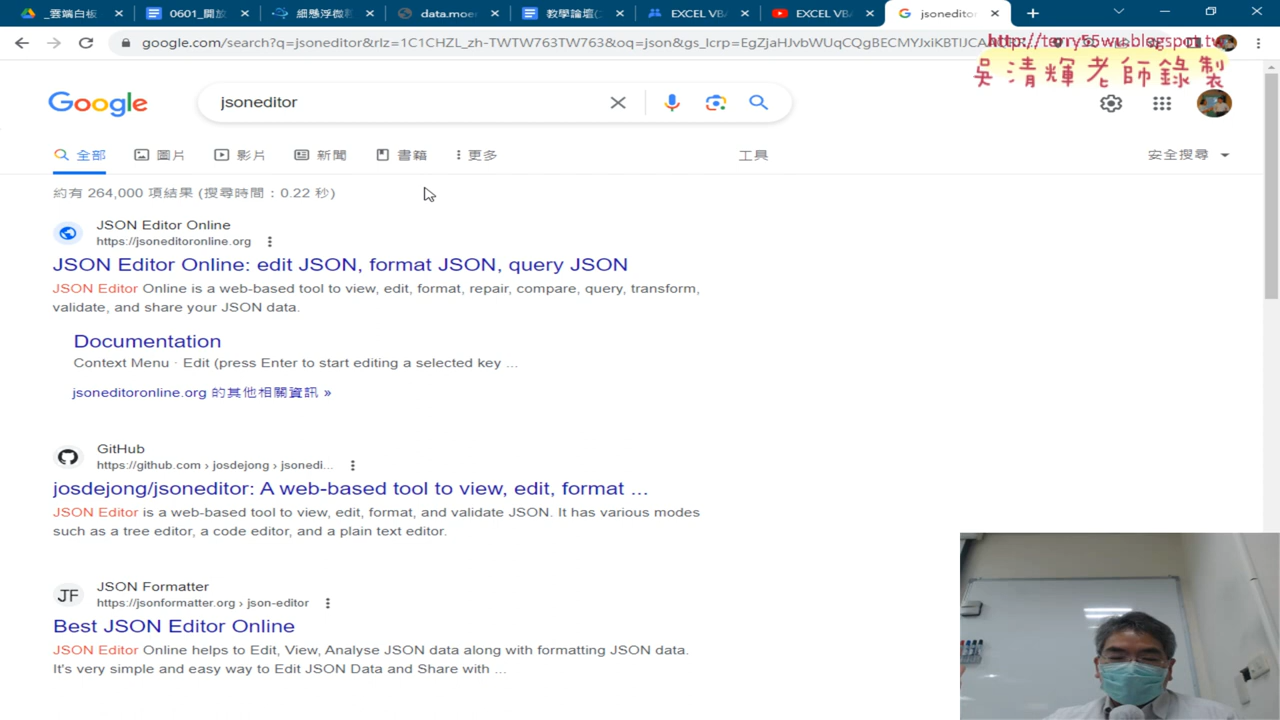 _雲端白板
0601_開放
細懸浮微
data.moe
教學論壇(
EXCEL VB
EXCEL VB
jsoneditor
google.com/search?q=jsoneditor&rlz=1C1CHZL_zh-TWTW763TW763&oq=json&gs_lcrp=EgZjaHJvbWUqCQgBECMYJxiKBTIJCA
http://terry55wu.blogspot.tw
吳清輝老師錄製
Google
jsoneditor
全部
圖片
影片
新聞
書籍
更多
工具
安全搜尋
約有 264,000 項結果 (搜尋時間：0.22 秒)
JSON Editor Online
https://jsoneditoronline.org
JSON Editor Online: edit JSON, format JSON, query JSON
JSON Editor Online is a web-based tool to view, edit, format, repair, compare, query, transform,
validate, and share your JSON data.
Documentation
Context Menu · Edit (press Enter to start editing a selected key ...
jsoneditoronline.org 的其他相關資訊 »
GitHub
https://github.com › josdejong › jsonedi...
josdejong/jsoneditor: A web-based tool to view, edit, format ...
JSON Editor is a web-based tool to view, edit, format, and validate JSON. It has various modes
such as a tree editor, a code editor, and a plain text editor.
JF
JSON Formatter
https://jsonformatter.org › json-editor
Best JSON Editor Online
JSON Editor Online helps to Edit, View, Analyse JSON data along with formatting JSON data.
It's very simple and easy way to Edit JSON Data and Share with ...